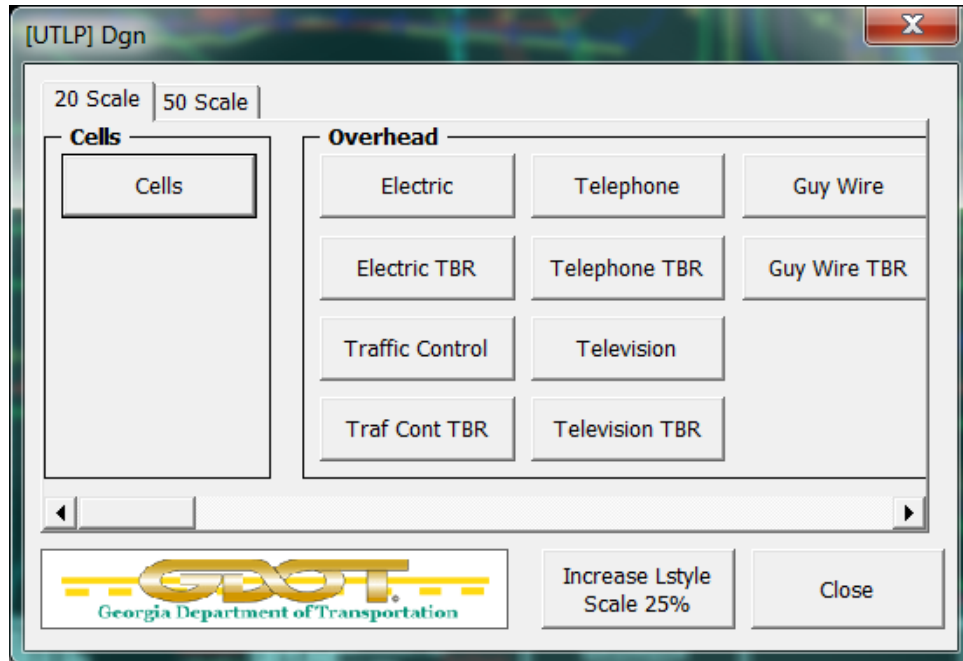 [UTLP] Dgn
X
20 Scale 50 Scale
Cells
Cells
Overhead
Electric Telephone Guy Wire
Electric TBR Telephone TBR Guy Wire TBR
Traffic Control Television
Traf Cont TBR Television TBR
GDOT
Georgia Department of Transportation
Increase Lstyle
Scale 25%
Close